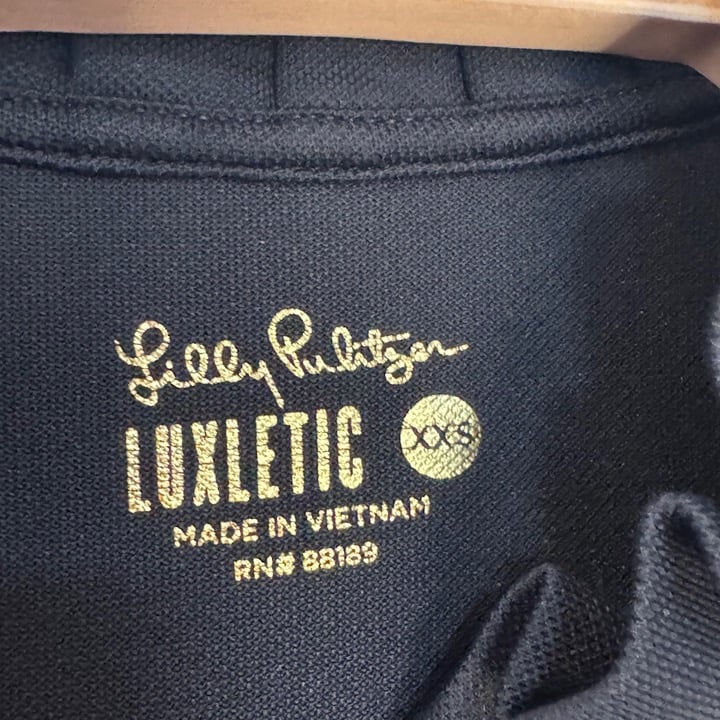 Lilly Pulitzer
LUXLETIC XXS
MADE IN VIETNAM
RN# 88189